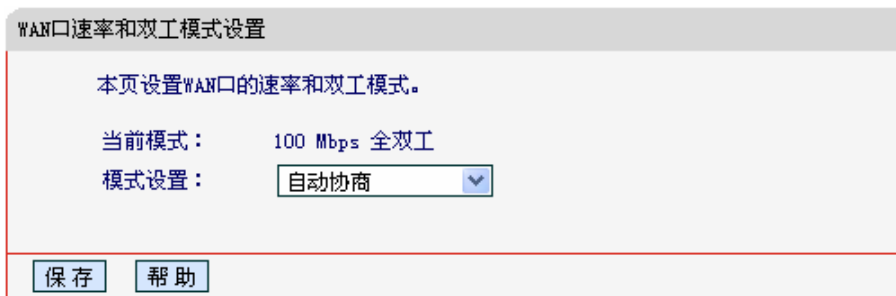 WAN口速率和双工模式设置
本页设置WAN口的速率和双工模式。
当前模式： 100 Mbps 全双工
模式设置： 自动协商
保存 帮助